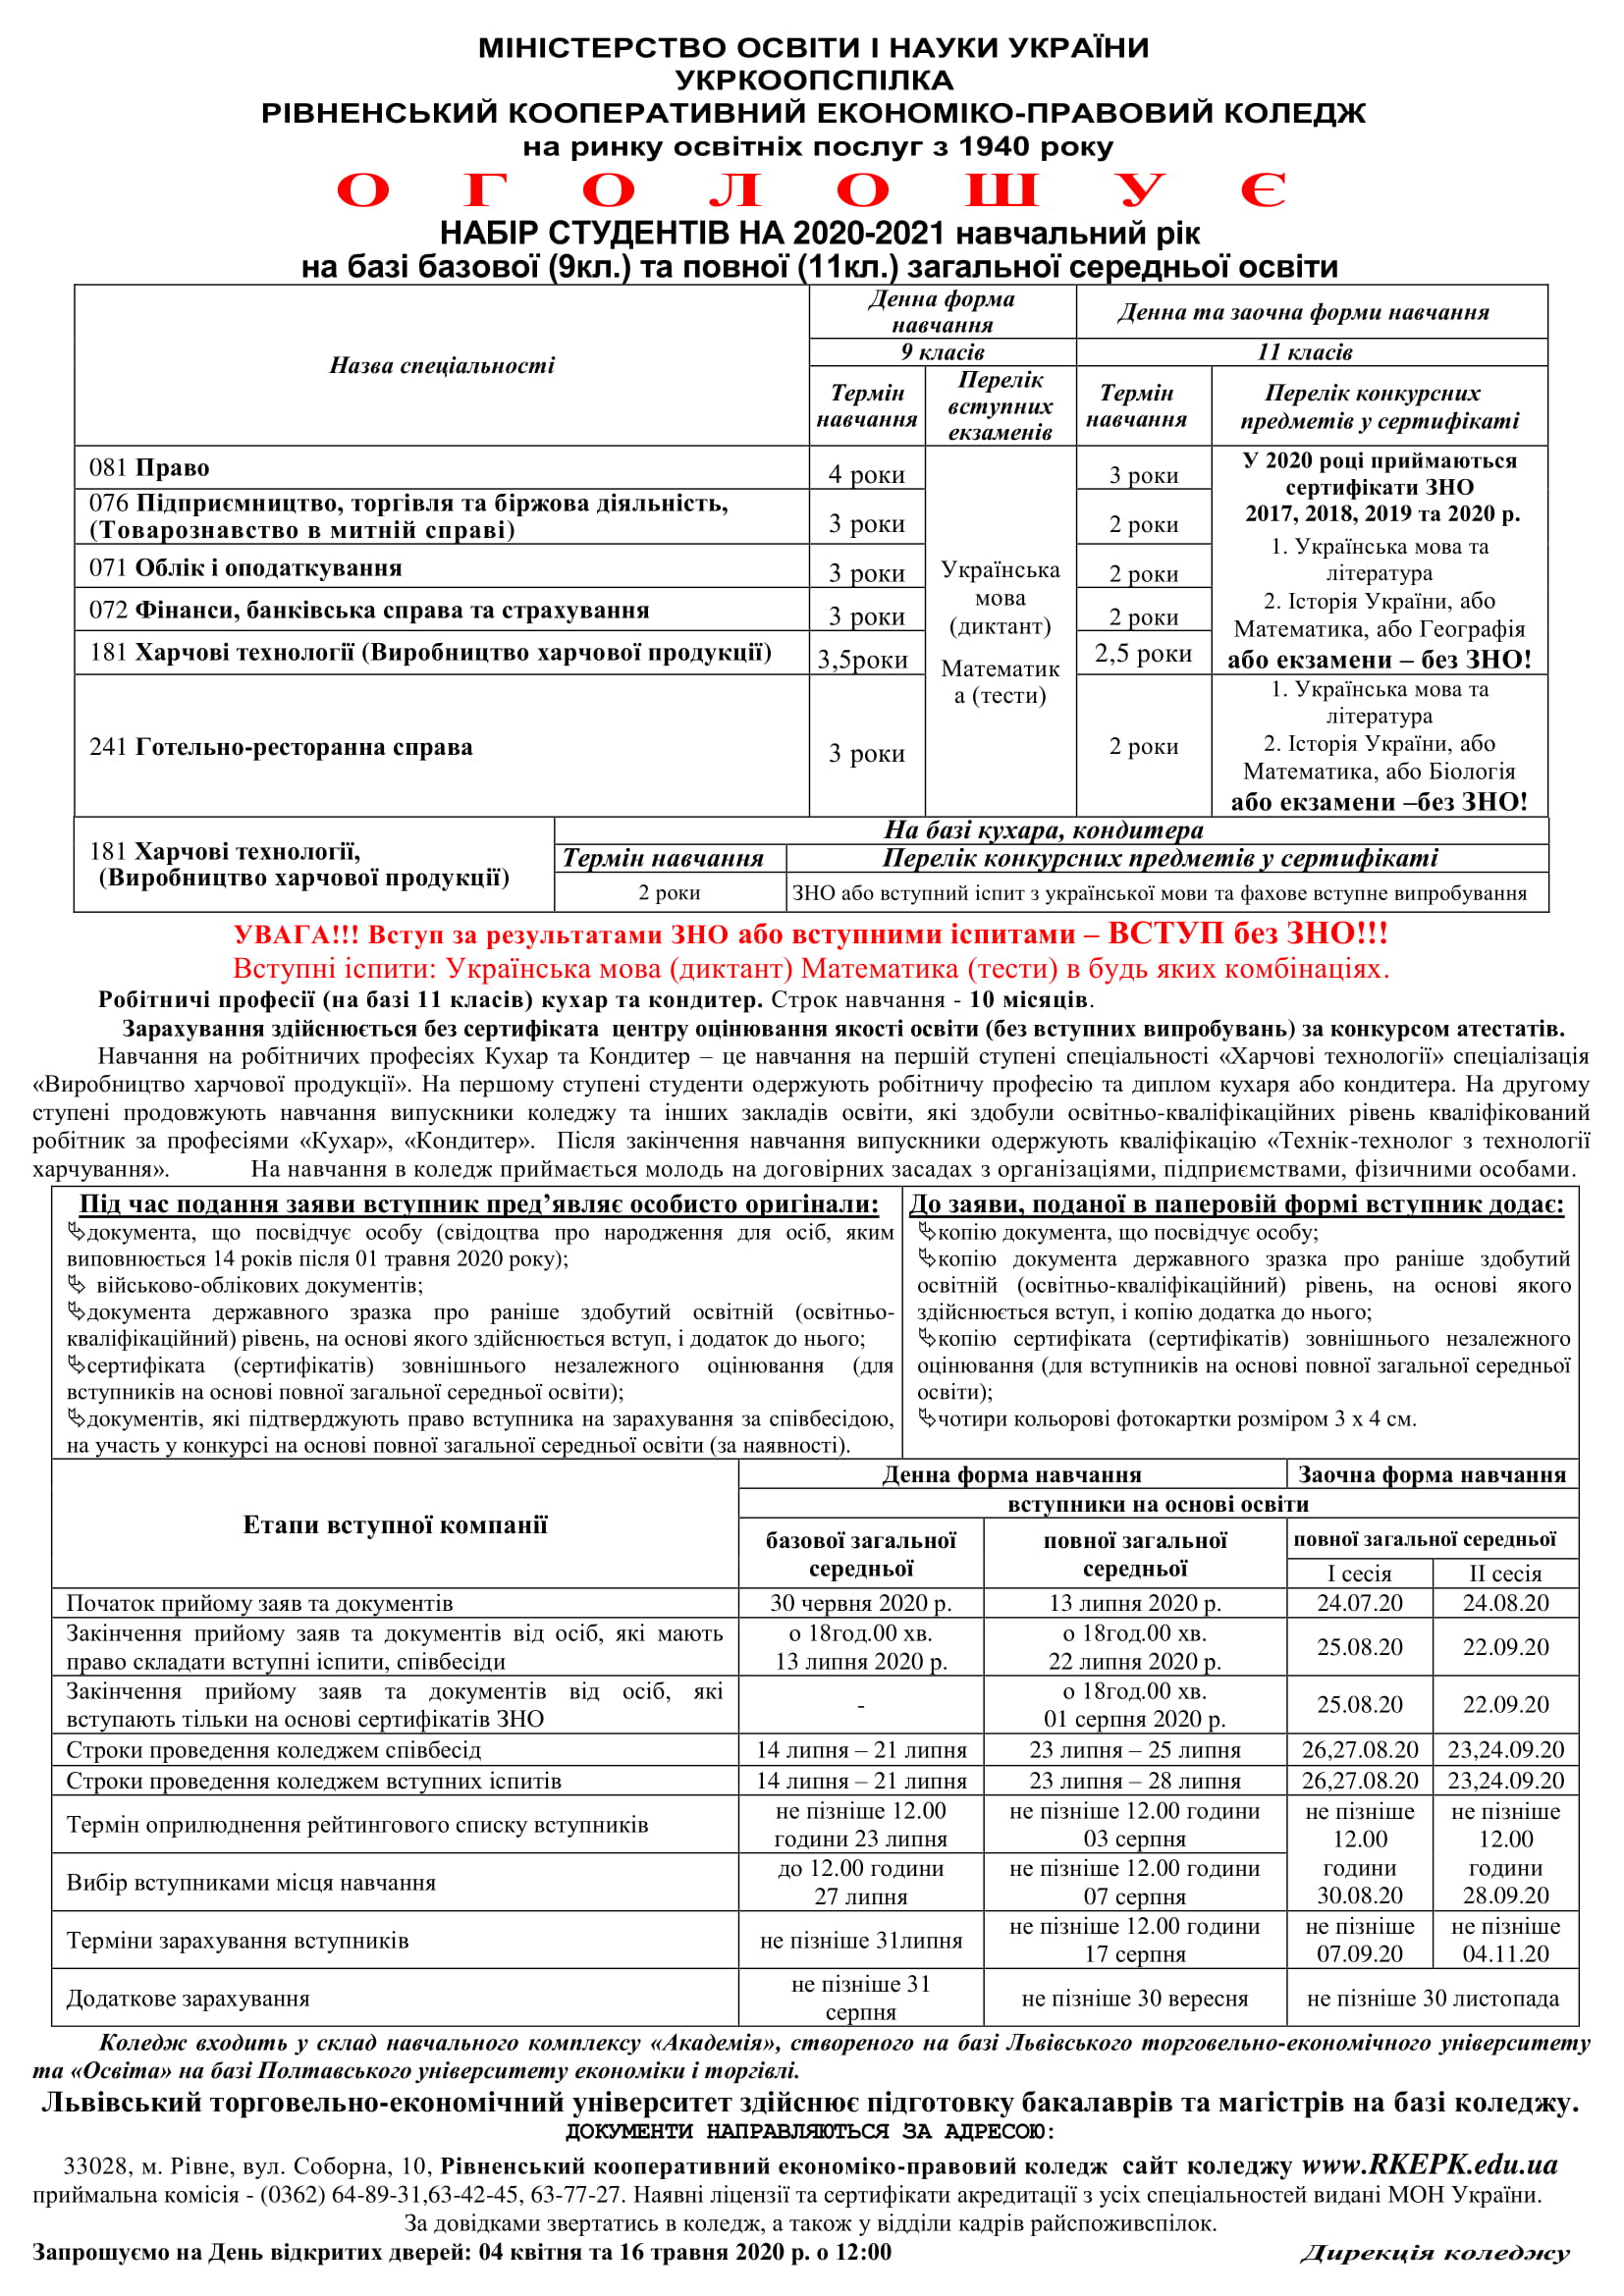 МІНІСТЕРСТВО ОСВІТИ І НАУКИ УКРАЇНИ
УКРКООПСПІЛКА
РІВНЕНСЬКИЙ КООПЕРАТИВНИЙ ЕКОНОМІКО-ПРАВОВИЙ КОЛЕДЖ
на ринку освітніх послуг з 1940 року
О Г О Л О Ш У Є
НАБІР СТУДЕНТІВ НА 2020-2021 навчальний рік
на базі базової (9кл.) та повної (11кл.) загальної середньої освіти
Назва спеціальності
Денна форма
навчання
Денна та заочна форми навчання
9 класів
11 класів
Термін
навчання
Перелік
вступних
екзаменів
Термін
навчання
Перелік конкурсних
предметів у сертифікаті
081 Право
4 роки
3 роки
076 Підприємництво, торгівля та біржова діяльність,
(Товарознавство в митній справі)
3 роки
2 роки
071 Облік і оподаткування
3 роки
2 роки
072 Фінанси, банківська справа та страхування
3 роки
2 роки
181 Харчові технології (Виробництво харчової продукції)
3,5роки
2,5 роки
241 Готельно-ресторанна справа
3 роки
2 роки
Українська
мова
(диктант)
Математик
а (тести)
У 2020 році приймаються
сертифікати ЗНО
2017, 2018, 2019 та 2020 р.
1. Українська мова та
література
2. Історія України, або
Математика, або Географія
або екзамени – без ЗНО!
1. Українська мова та
література
2. Історія України, або
Математика, або Біологія
або екзамени –без ЗНО!
181 Харчові технології,
(Виробництво харчової продукції)
На базі кухара, кондитера
Термін навчання
Перелік конкурсних предметів у сертифікаті
2 роки
ЗНО або вступний іспит з української мови та фахове вступне випробування
УВАГА!!! Вступ за результатами ЗНО або вступними іспитами – ВСТУП без ЗНО!!!
Вступні іспити: Українська мова (диктант) Математика (тести) в будь яких комбінаціях.
Робітничі професії (на базі 11 класів) кухар та кондитер. Строк навчання - 10 місяців.
Зарахування здійснюється без сертифіката центру оцінювання якості освіти (без вступних випробувань) за конкурсом атестатів.
Навчання на робітничих професіях Кухар та Кондитер – це навчання на першій ступені спеціальності «Харчові технології» спеціалізація
«Виробництво харчової продукції». На першому ступені студенти одержують робітничу професію та диплом кухаря або кондитера. На другому
ступені продовжують навчання випускники коледжу та інших закладів освіти, які здобули освітньо-кваліфікаційних рівень кваліфікований
робітник за професіями «Кухар», «Кондитер». Після закінчення навчання випускники одержують кваліфікацію «Технік-технолог з технології
харчування». На навчання в коледж приймається молодь на договірних засадах з організаціями, підприємствами, фізичними особами.
Під час подання заяви вступник пред’являє особисто оригінали:
документа, що посвідчує особу (свідоцтва про народження для осіб, яким
виповнюється 14 років після 01 травня 2020 року);
військово-облікових документів;
документа державного зразка про раніше здобутий освітній (освітньо-
кваліфікаційний) рівень, на основі якого здійснюється вступ, і додаток до нього;
сертифіката (сертифікатів) зовнішнього незалежного оцінювання (для
вступників на основі повної загальної середньої освіти);
документів, які підтверджують право вступника на зарахування за співбесідою,
на участь у конкурсі на основі повної загальної середньої освіти (за наявності).
До заяви, поданої в паперовій формі вступник додає:
копію документа, що посвідчує особу;
копію документа державного зразка про раніше здобутий
освітній (освітньо-кваліфікаційний) рівень, на основі якого
здійснюється вступ, і копію додатка до нього;
копію сертифіката (сертифікатів) зовнішнього незалежного
оцінювання (для вступників на основі повної загальної середньої
освіти);
чотири кольорові фотокартки розміром 3 х 4 см.
Етапи вступної компанії
Денна форма навчання
Заочна форма навчання
вступники на основі освіти
базової загальної
середньої
повної загальної
середньої
повної загальної середньої
І сесія
ІІ сесія
Початок прийому заяв та документів
30 червня 2020 р.
13 липня 2020 р.
24.07.20
24.08.20
Закінчення прийому заяв та документів від осіб, які мають
право складати вступні іспити, співбесіди
о 18год.00 хв.
13 липня 2020 р.
о 18год.00 хв.
22 липня 2020 р.
25.08.20
22.09.20
Закінчення прийому заяв та документів від осіб, які
вступають тільки на основі сертифікатів ЗНО
-
о 18год.00 хв.
01 серпня 2020 р.
25.08.20
22.09.20
Строки проведення коледжем співбесід
14 липня – 21 липня
23 липня – 25 липня
26,27.08.20
23,24.09.20
Строки проведення коледжем вступних іспитів
14 липня – 21 липня
23 липня – 28 липня
26,27.08.20
23,24.09.20
Термін оприлюднення рейтингового списку вступників
не пізніше 12.00
години 23 липня
не пізніше 12.00 години
03 серпня
не пізніше
12.00
години
30.08.20
не пізніше
12.00
години
28.09.20
Вибір вступниками місця навчання
до 12.00 години
27 липня
не пізніше 12.00 години
07 серпня
Терміни зарахування вступників
не пізніше 31липня
не пізніше 12.00 години
17 серпня
не пізніше
07.09.20
не пізніше
04.11.20
Додаткове зарахування
не пізніше 31
серпня
не пізніше 30 вересня
не пізніше 30 листопада
Коледж входить у склад навчального комплексу «Академія», створеного на базі Львівського торговельно-економічного університету
та «Освіта» на базі Полтавського університету економіки і торгівлі.
Львівський торговельно-економічний університет здійснює підготовку бакалаврів та магістрів на базі коледжу.
ДОКУМЕНТИ НАПРАВЛЯЮТЬСЯ ЗА АДРЕСОЮ:
33028, м. Рівне, вул. Соборна, 10, Рівненський кооперативний економіко-правовий коледж сайт коледжу www.RKEPK.edu.ua
приймальна комісія - (0362) 64-89-31,63-42-45, 63-77-27. Наявні ліцензії та сертифікати акредитації з усіх спеціальностей видані МОН України.
За довідками звертатись в коледж, а також у відділи кадрів райспоживспілок.
Запрошуємо на День відкритих дверей: 04 квітня та 16 травня 2020 р. о 12:00
Дирекція коледжу